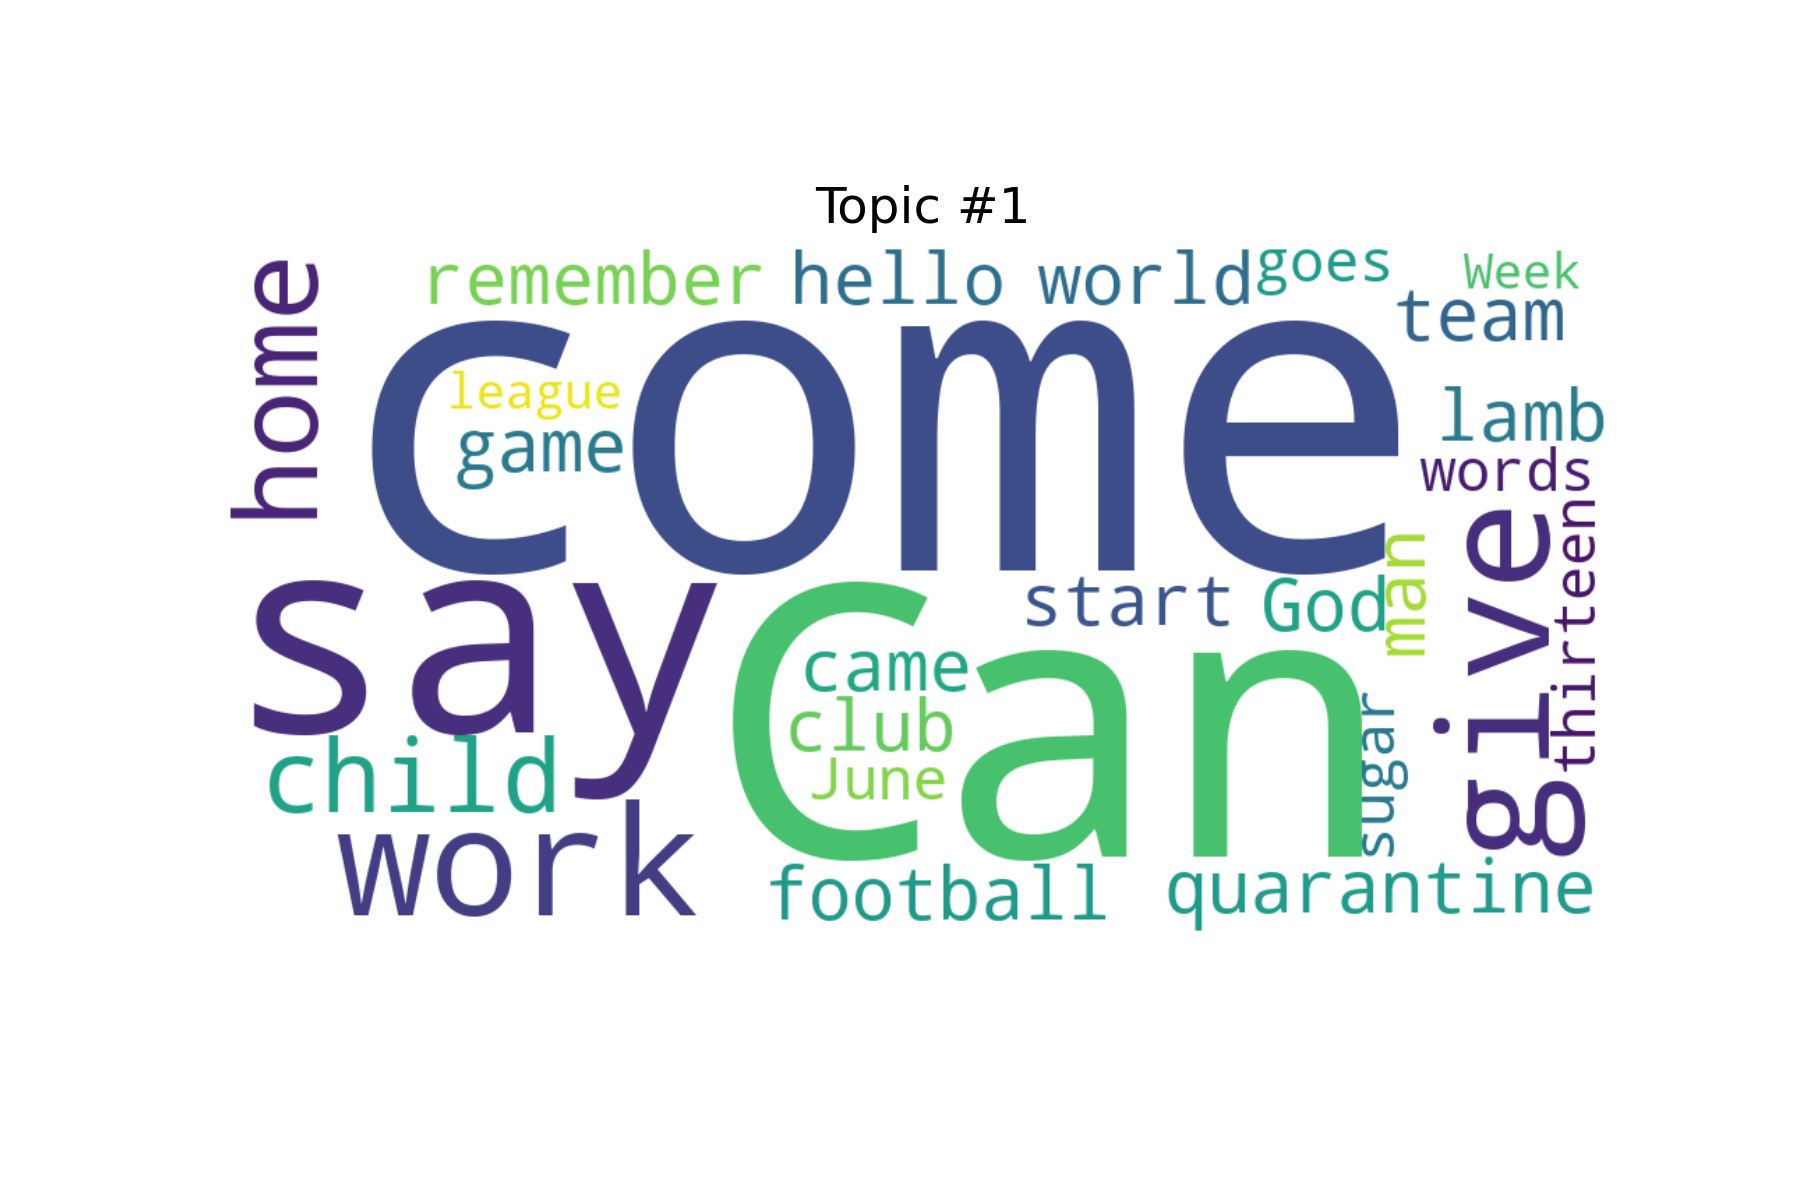 Topic #1
remember hello world goes Week
team
home
come
league
game
lamb
words
say
Can
start God man
give
thirteen
came
club
June
sugar
child
work
football quarantine